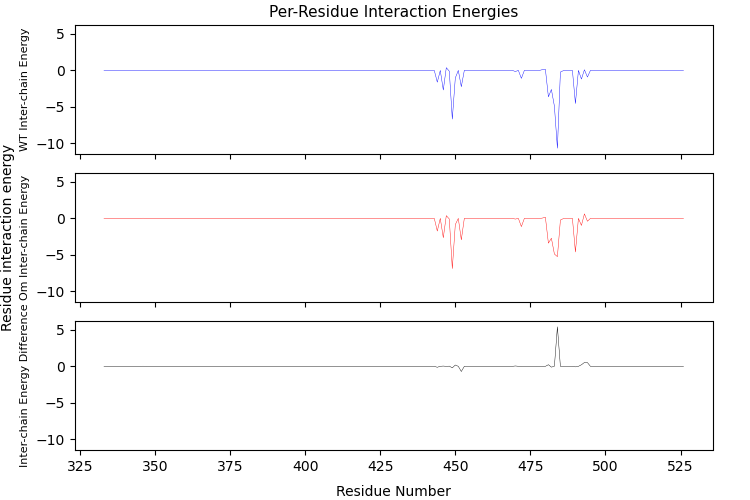 Per-Residue Interaction Energies
Residue interaction energy
WT Inter-chain Energy
5
0
−5
−10
Om Inter-chain Energy
5
0
−5
−10
Inter-chain Energy Difference
5
0
−5
−10
325 350 375 400 425 450 475 500 525
Residue Number